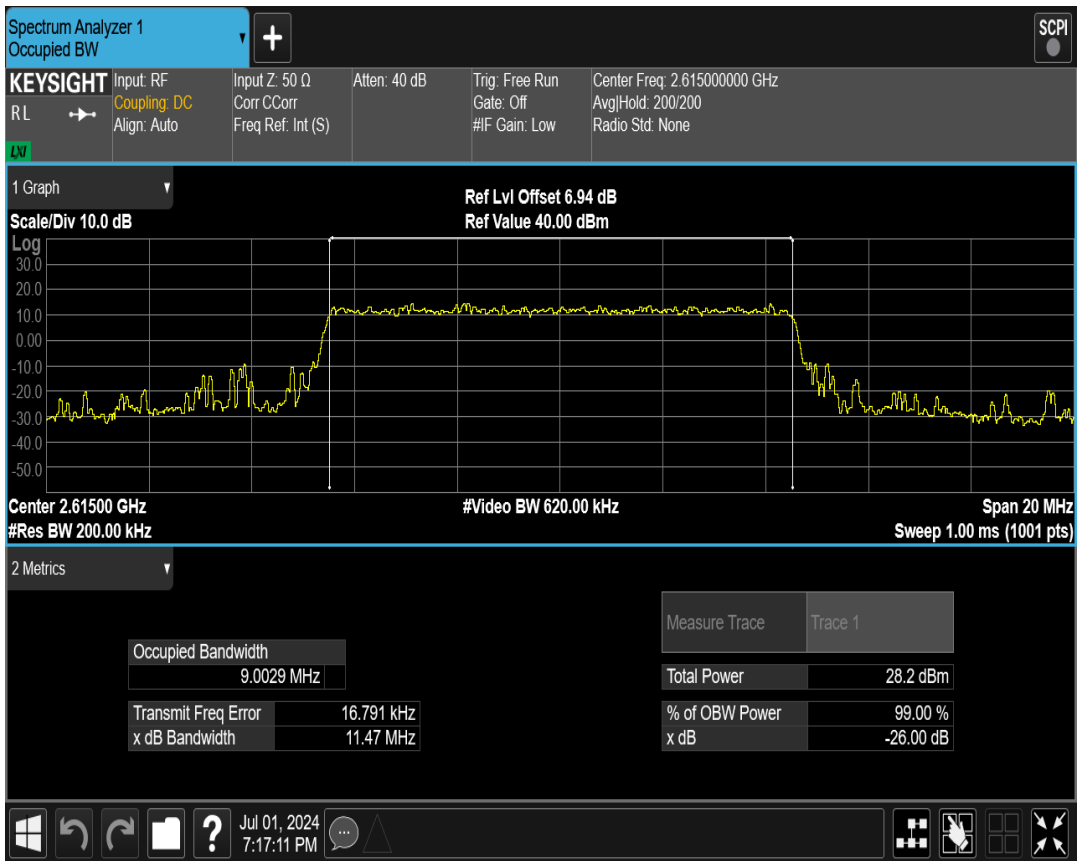 Spectrum Analyzer 1
Occupied BW
+
SCPI
KEYSIGHT
RL
LXI
Input: RF
Coupling: DC
Align: Auto
Input Z: 50 Ω
Corr CCorr
Freq Ref: Int (S)
Atten: 40 dB
Trig: Free Run
Gate: Off
#IF Gain: Low
Center Freq: 2.615000000 GHz
Avg|Hold: 200/200
Radio Std: None
1 Graph
Scale/Div 10.0 dB
Ref Lvl Offset 6.94 dB
Ref Value 40.00 dBm
Log
30.0
20.0
10.0
0.00
-10.0
-20.0
-30.0
-40.0
-50.0
Center 2.61500 GHz
#Video BW 620.00 kHz
Span 20 MHz
#Res BW 200.00 kHz
Sweep 1.00 ms (1001 pts)
2 Metrics
Measure Trace Trace 1
Occupied Bandwidth
9.0029 MHz
Total Power 28.2 dBm
Transmit Freq Error 16.791 kHz
% of OBW Power 99.00 %
x dB Bandwidth 11.47 MHz
x dB -26.00 dB
?
Jul 01, 2024
7:17:11 PM